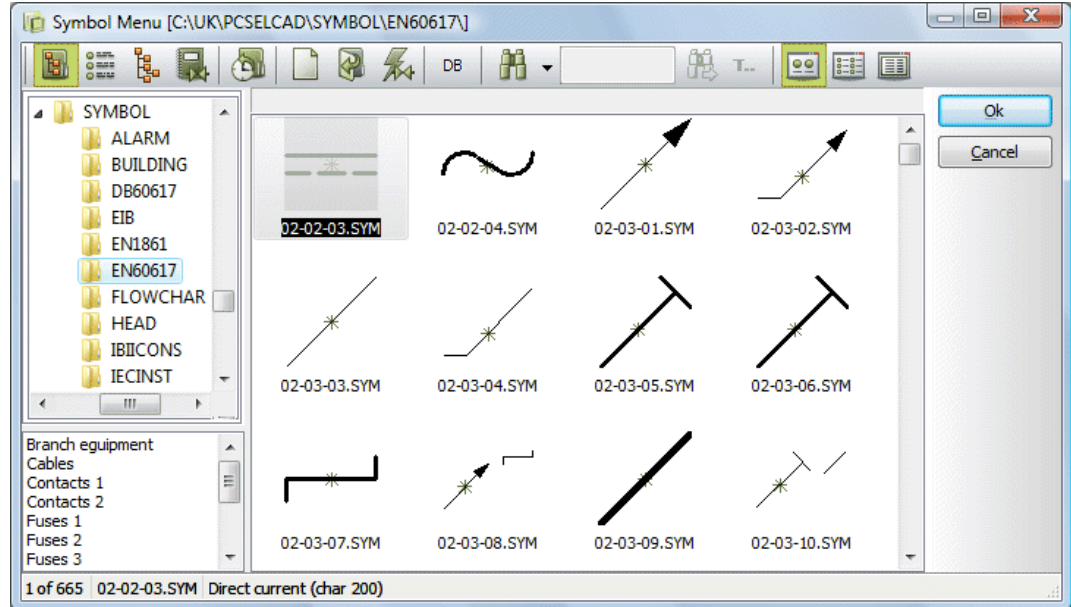 Symbol Menu [C:\UK\PCSELCAD\SYMBOL\EN60617\]
DB
T...
SYMBOL
ALARM
BUILDING
DB60617
EIB
EN1861
EN60617
FLOWCHAR
HEAD
IBIICONS
IECINST
Branch eguipment
Cables
Contacts 1
Contacts 2
Fuses 1
Fuses 2
Fuses 3
02-02-03.SYM 02-02-04.SYM 02-03-01.SYM 02-03-02.SYM
02-03-03.SYM 02-03-04.SYM 02-03-05.SYM 02-03-06.SYM
02-03-07.SYM 02-03-08.SYM 02-03-09.SYM 02-03-10.SYM
Ok
Cancel
1 of 665 02-02-03.SYM Direct current (char 200)